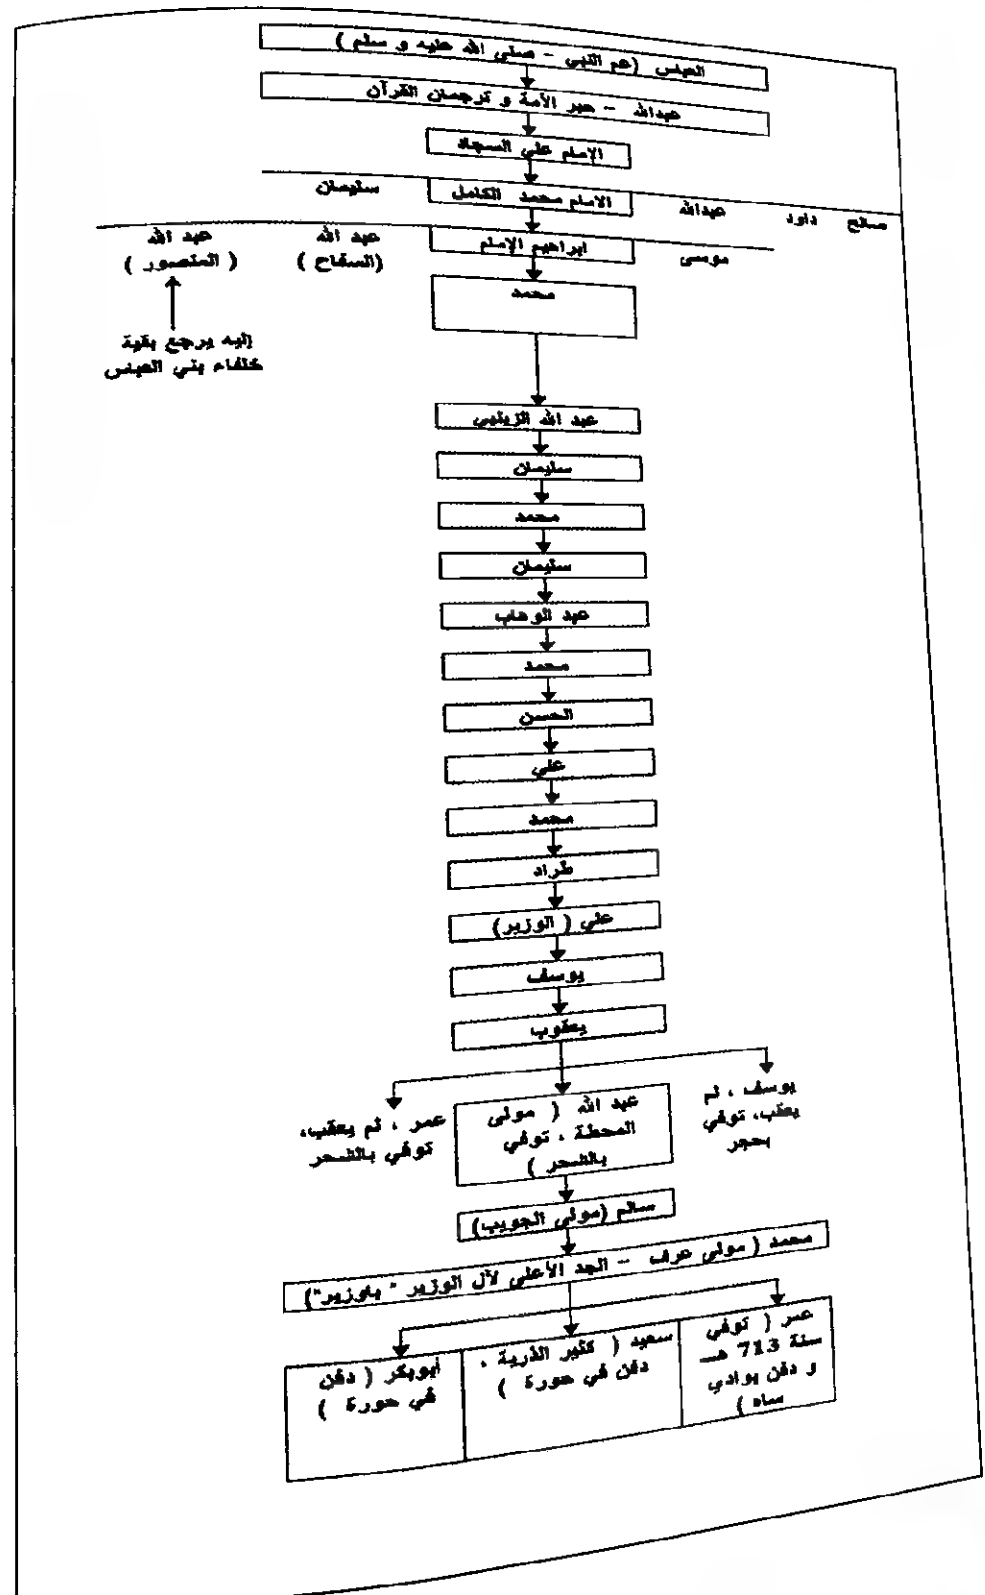 العباس (عم النبي - صلى الله عليه و سلم )
عبدالله - حبر الأمة و ترجمان القرآن
الإمام علي السجاد
صالح داود عبدالله الامام محمد الكامل سليمان
موسى ابراهيم الإمام عبد الله عبد الله
(السفاح ) ( المنصور )
محمد
إليه يرجع بقية
خلفاء بني العباس
عبد الله الزينبي
سليمان
محمد
سليمان
عبد الوهاب
محمد
الحسن
علي
محمد
طراد
علي ( الوزير)
يوسف
يعقوب
يوسف ، لم
يعقب، توفي
بحجر
عبد الله ( مولى
المحطة ، توفي
بالشحر )
عمر ، لم يعقب،
توفي بالشحر
سالم (مولى الجويب)
محمد ( مولى عرف - الجد الأعلى لآل الوزير " باوزير")
عمر ( توفي
سنة 713 هـ
و دفن بوادي
ساه )
سعيد ( كثير الذرية ،
دفن في حورة )
أبوبكر ( دفن
في حورة )